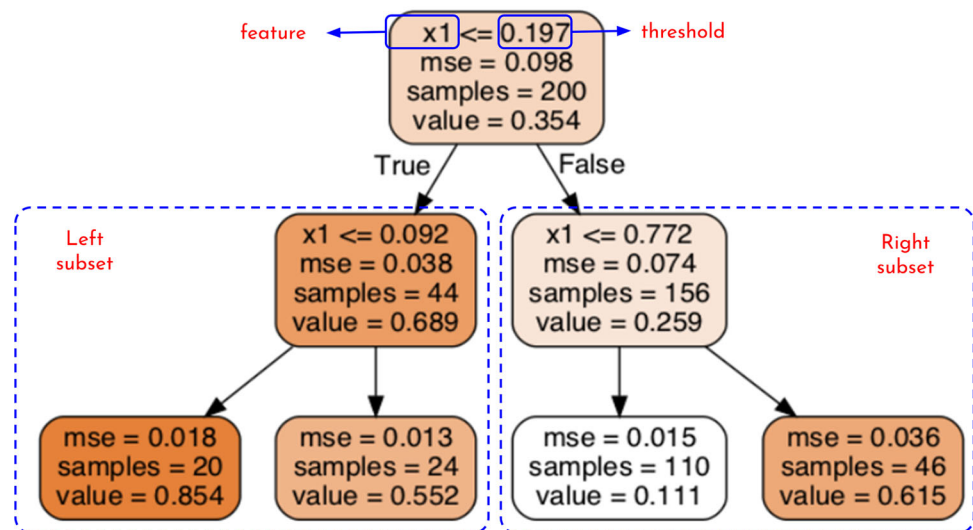 feature
x1 <= 0.197
threshold
mse = 0.098
samples = 200
value = 0.354
True
False
Left
subset
x1 <= 0.092
mse = 0.038
samples = 44
value = 0.689
x1 <= 0.772
mse = 0.074
samples = 156
value = 0.259
Right
subset
mse = 0.018
samples = 20
value = 0.854
mse = 0.013
samples = 24
value = 0.552
mse = 0.015
samples = 110
value = 0.111
mse = 0.036
samples = 46
value = 0.615